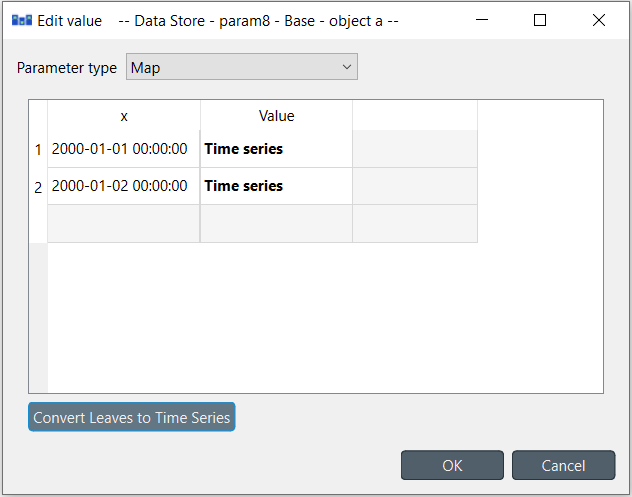 Edit value -- Data Store - param8 - Base - object a --
Parameter type Map
x Value
1 2000-01-01 00:00:00 Time series
2 2000-01-02 00:00:00 Time series
Convert Leaves to Time Series
OK Cancel